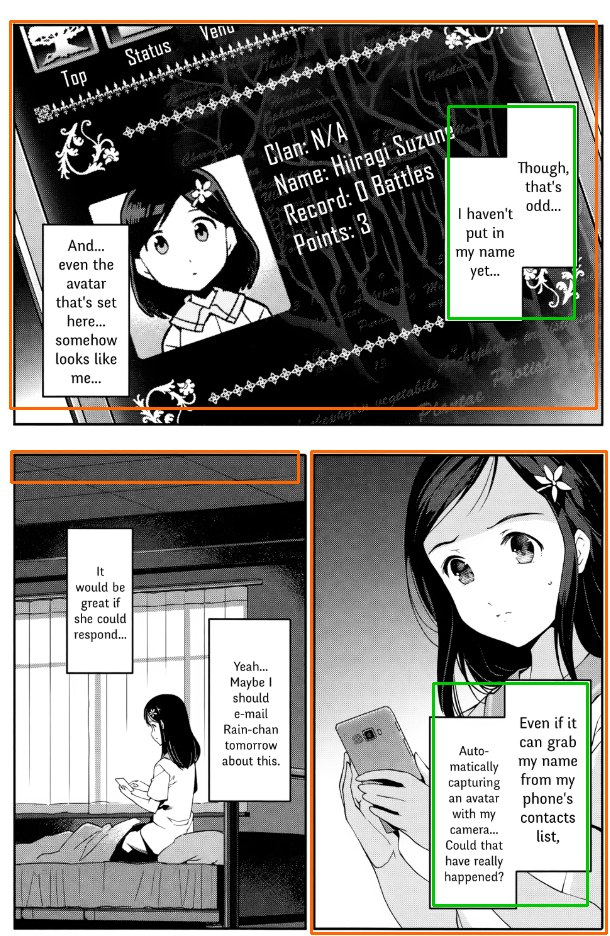 Top
Status
Menu
Clan: N/A
Name: Hiiragi Suzune
Record: 0 Battles
Points: 3
Though,
that's
odd...
I haven't
put in
my name
yet...
And...
even the
avatar
that's set
here...
somehow
looks like
me...
Plantae
Even if it
can grab
my name
from my
phone's
contacts
list,
Auto-
matically
capturing
an avatar
with my
camera...
Could that
have really
happened?
Yeah...
Maybe I
should
e-mail
Rain-chan
tomorrow
about this.
It
would be
great if
she could
respond...